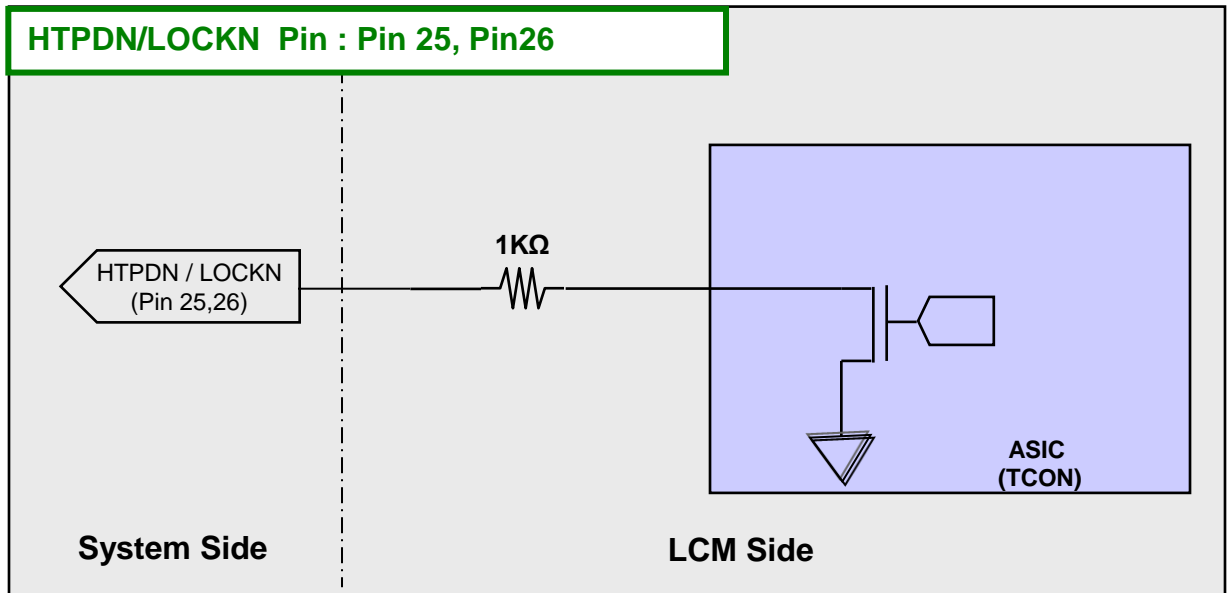 HTPDN/LOCKN Pin : Pin 25, Pin26
1KΩ
HTPDN / LOCKN
(Pin 25,26)
ASIC
(TCON)
System Side
LCM Side